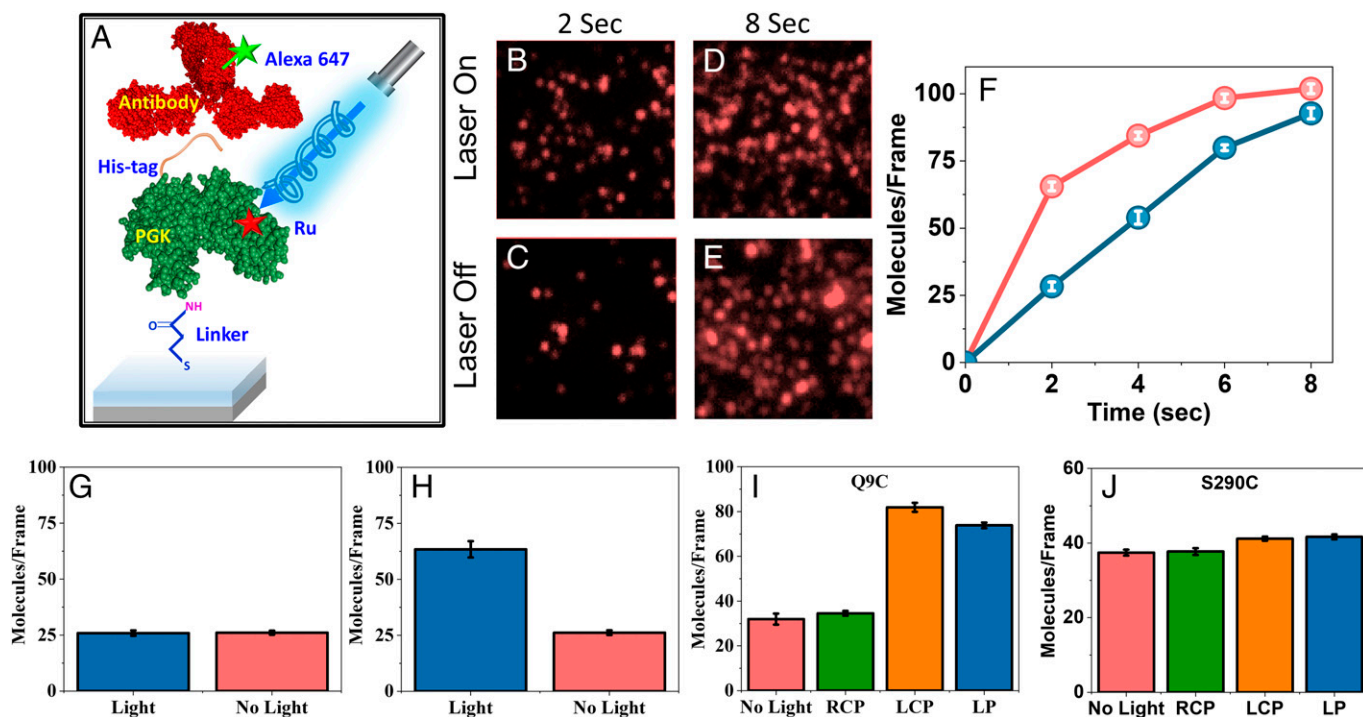 A
Alexa 647
Antibody
His-tag
PGK
Ru
NH
O
Linker
S
2 Sec
8 Sec
Laser On
Laser Off
B
D
C
E
F
Molecules/Frame
100
75
50
25
0
0 2 4 6 8
Time (sec)
G
Molecules/Frame
100
75
50
25
0
Light No Light
H
Molecules/Frame
100
75
50
25
0
Light No Light
I
Q9C
Molecules/Frame
100
80
60
40
20
0
No Light RCP LCP LP
J
S290C
Molecules/Frame
60
40
20
0
No Light RCP LCP LP